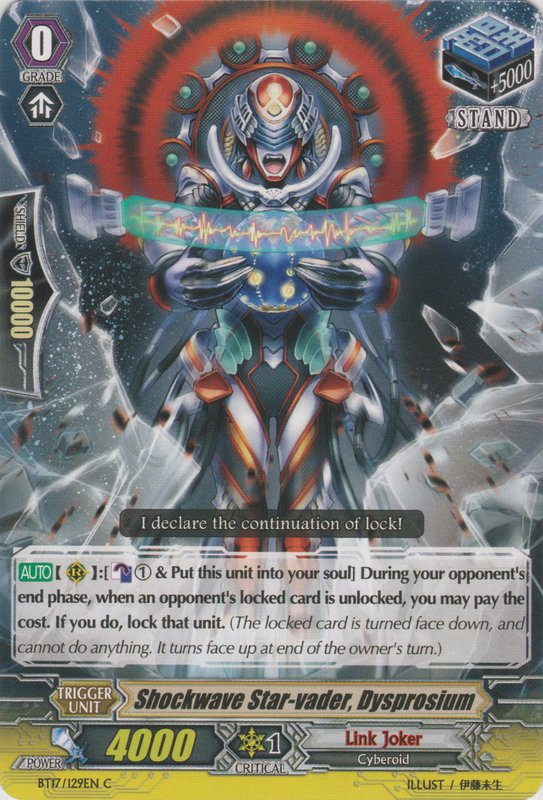 0
GRADE
+5000
STAND
SHIELD
10000
I declare the continuation of lock!
AUTO [ R ]:[ ① & Put this unit into your soul] During your opponent's
end phase, when an opponent's locked card is unlocked, you may pay the
cost. If you do, lock that unit. (The locked card is turned face down, and
cannot do anything. It turns face up at end of the owner's turn.)
TRIGGER
UNIT
Shockwave Star-vader, Dysprosium
POWER
4000
1
CRITICAL
Link Joker
Cyberoid
BT17/129EN C
ILLUST / 伊藤未生